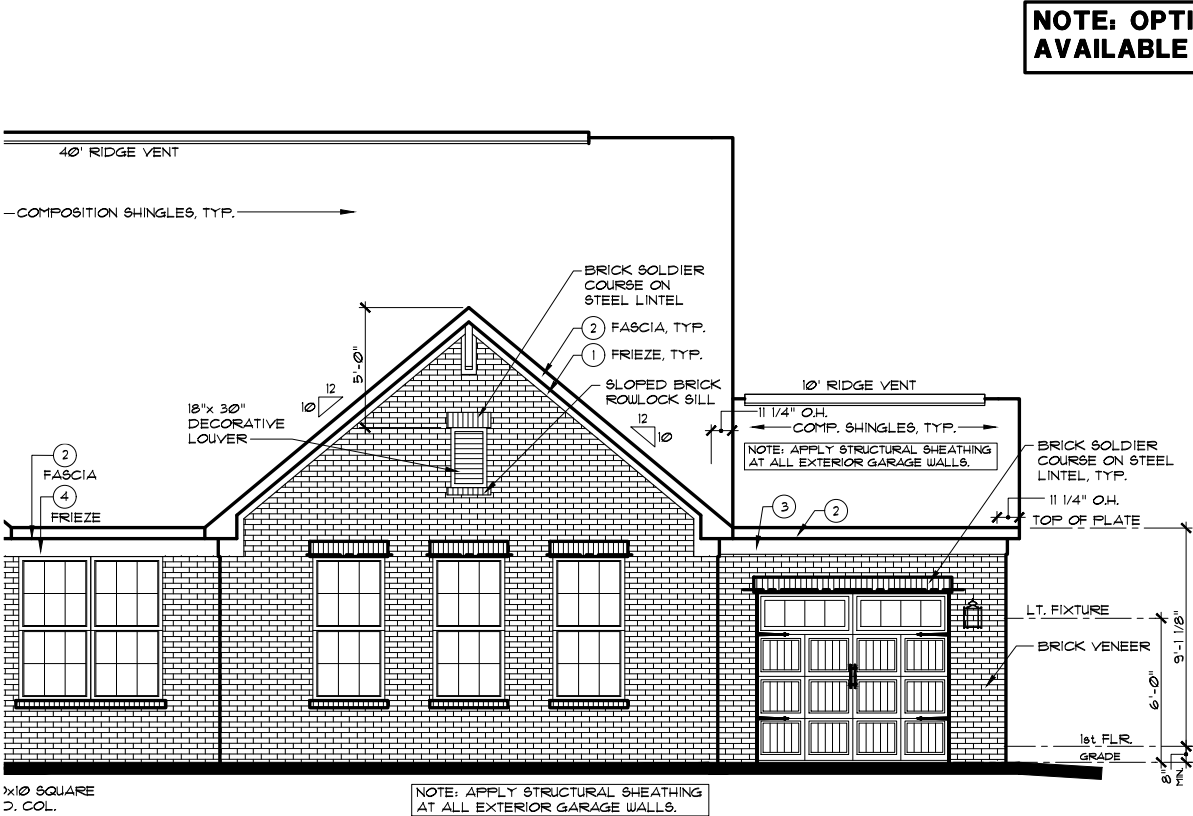 NOTE: OPTI
AVAILABLE
40' RIDGE VENT
COMPOSITION SHINGLES, TYP.
BRICK SOLDIER
COURSE ON
STEEL LINTEL
2 FASCIA, TYP.
1 FRIEZE, TYP.
SLOPED BRICK
ROWLOCK SILL
5'-0"
12
10
18"x 30"
DECORATIVE
LOUVER
12
10
10' RIDGE VENT
11 1/4" O.H.
COMP. SHINGLES, TYP.
NOTE: APPLY STRUCTURAL SHEATHING
AT ALL EXTERIOR GARAGE WALLS.
BRICK SOLDIER
COURSE ON STEEL
LINTEL, TYP.
11 1/4" O.H.
TOP OF PLATE
2
FASCIA
4
FRIEZE
3
2
LT. FIXTURE
BRICK VENEER
9'-1 1/8"
6'-0"
1st FLR.
GRADE
8"
MIN.
x10 SQUARE
COL.
NOTE: APPLY STRUCTURAL SHEATHING
AT ALL EXTERIOR GARAGE WALLS.